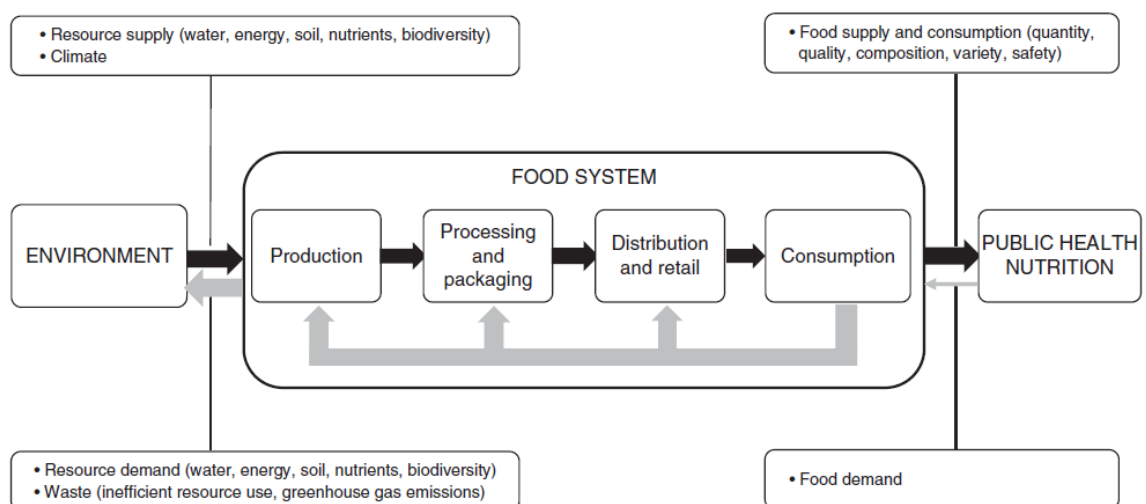 • Resource supply (water, energy, soil, nutrients, biodiversity)
• Climate
• Food supply and consumption (quantity,
quality, composition, variety, safety)
FOOD SYSTEM
ENVIRONMENT
Production
Processing
and
packaging
Distribution
and retail
Consumption
PUBLIC HEALTH
NUTRITION
• Resource demand (water, energy, soil, nutrients, biodiversity)
• Waste (inefficient resource use, greenhouse gas emissions)
• Food demand